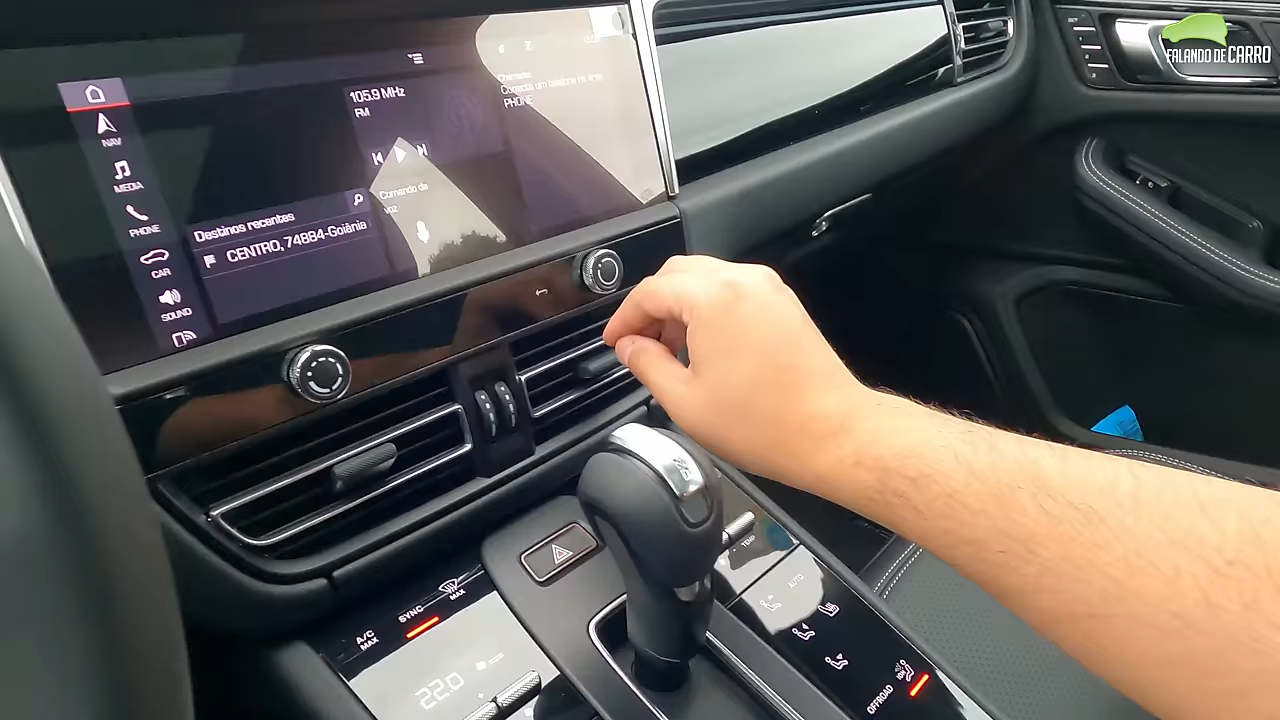 FALANDO DE CARRO
105.9 MHz
FM
PHONE
NAV
MEDIA
PHONE
CAR
SOUND
Comando de
voz
Destinos recentes
CENTRO, 74884-Goiânia
A/C
MAX
SYNC
MAX
22.0
TEMP
AUTO
OFFROAD